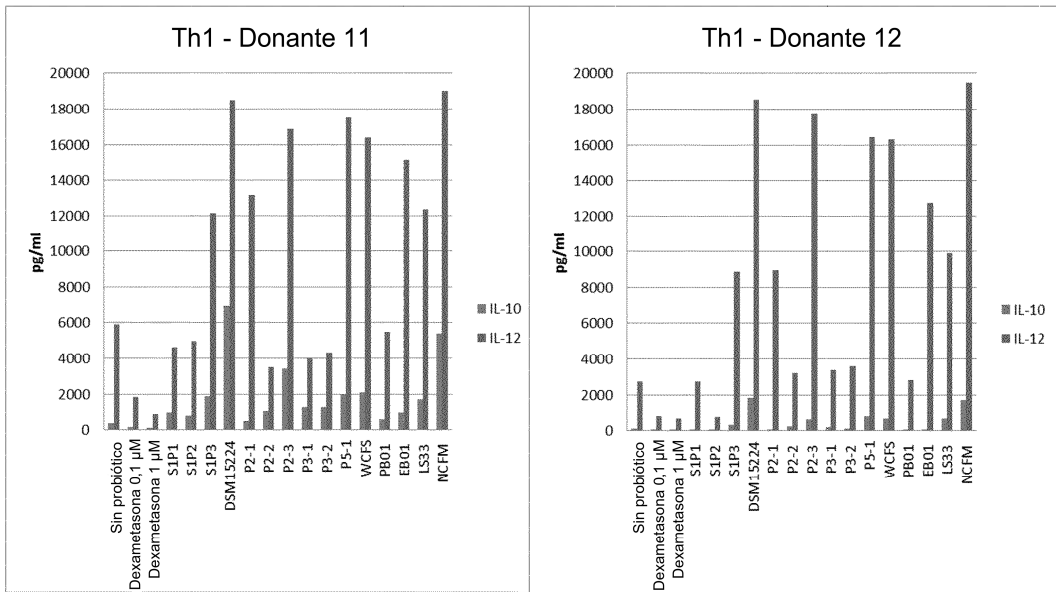 Th1 - Donante 11
20000
18000
16000
14000
12000
10000
8000
6000
4000
2000
0
pg/ml
IL-10
IL-12
Sin probiótico
Dexametasona 0,1 µM
Dexametasona 1 µM
S1P1
S1P2
S1P3
DSM15224
P2-1
P2-2
P2-3
P3-1
P3-2
P5-1
WCFS
PB01
EB01
LS33
NCFM
Th1 - Donante 12
20000
18000
16000
14000
12000
10000
8000
6000
4000
2000
0
pg/ml
IL-10
IL-12
Sin probiótico
Dexametasona 0,1 µM
Dexametasona 1 µM
S1P1
S1P2
S1P3
DSM15224
P2-1
P2-2
P2-3
P3-1
P3-2
P5-1
WCFS
PB01
EB01
LS33
NCFM